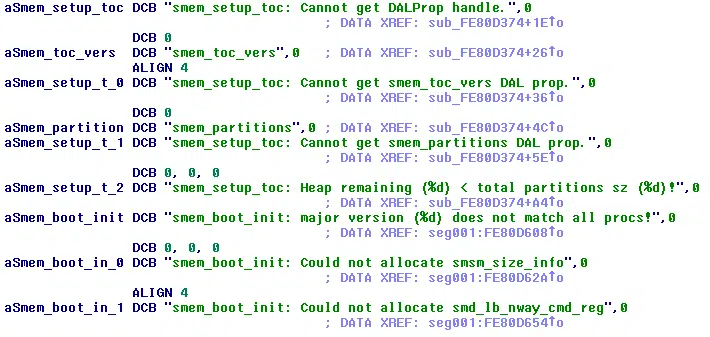 aSmem_setup_toc DCB "smem_setup_toc: Cannot get DALProp handle.",0
; DATA XREF: sub_FE80D374+1E↑o
DCB 0
aSmem_toc_vers DCB "smem_toc_vers",0 ; DATA XREF: sub_FE80D374+26↑o
ALIGN 4
aSmem_setup_t_0 DCB "smem_setup_toc: Cannot get smem_toc_vers DAL prop.",0
; DATA XREF: sub_FE80D374+36↑o
DCB 0
aSmem_partition DCB "smem_partitions",0 ; DATA XREF: sub_FE80D374+4C↑o
aSmem_setup_t_1 DCB "smem_setup_toc: Cannot get smem_partitions DAL prop.",0
; DATA XREF: sub_FE80D374+5E↑o
DCB 0, 0, 0
aSmem_setup_t_2 DCB "smem_setup_toc: Heap remaining (%d) < total partitions sz (%d)!",0
; DATA XREF: sub_FE80D374+A4↑o
aSmem_boot_init DCB "smem_boot_init: major version (%d) does not match all procs!",0
; DATA XREF: seg001:FE80D608↑o
DCB 0, 0, 0
aSmem_boot_in_0 DCB "smem_boot_init: Could not allocate smsm_size_info",0
; DATA XREF: seg001:FE80D62A↑o
ALIGN 4
aSmem_boot_in_1 DCB "smem_boot_init: Could not allocate smd_lb_nway_cmd_reg",0
; DATA XREF: seg001:FE80D654↑o